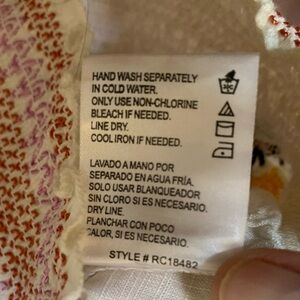 HAND WASH SEPARATELY
IN COLD WATER.
ONLY USE NON-CHLORINE
BLEACH IF NEEDED.
LINE DRY.
COOL IRON IF NEEDED.
LAVADO A MANO POR
SEPARADO EN AGUA FRÍA.
SOLO USAR BLANQUEADOR
SIN CLORO SI ES NECESARIO.
DRY LINE.
PLANCHAR CON POCO
CALOR, SI ES NECESARIO.
STYLE # RC18482